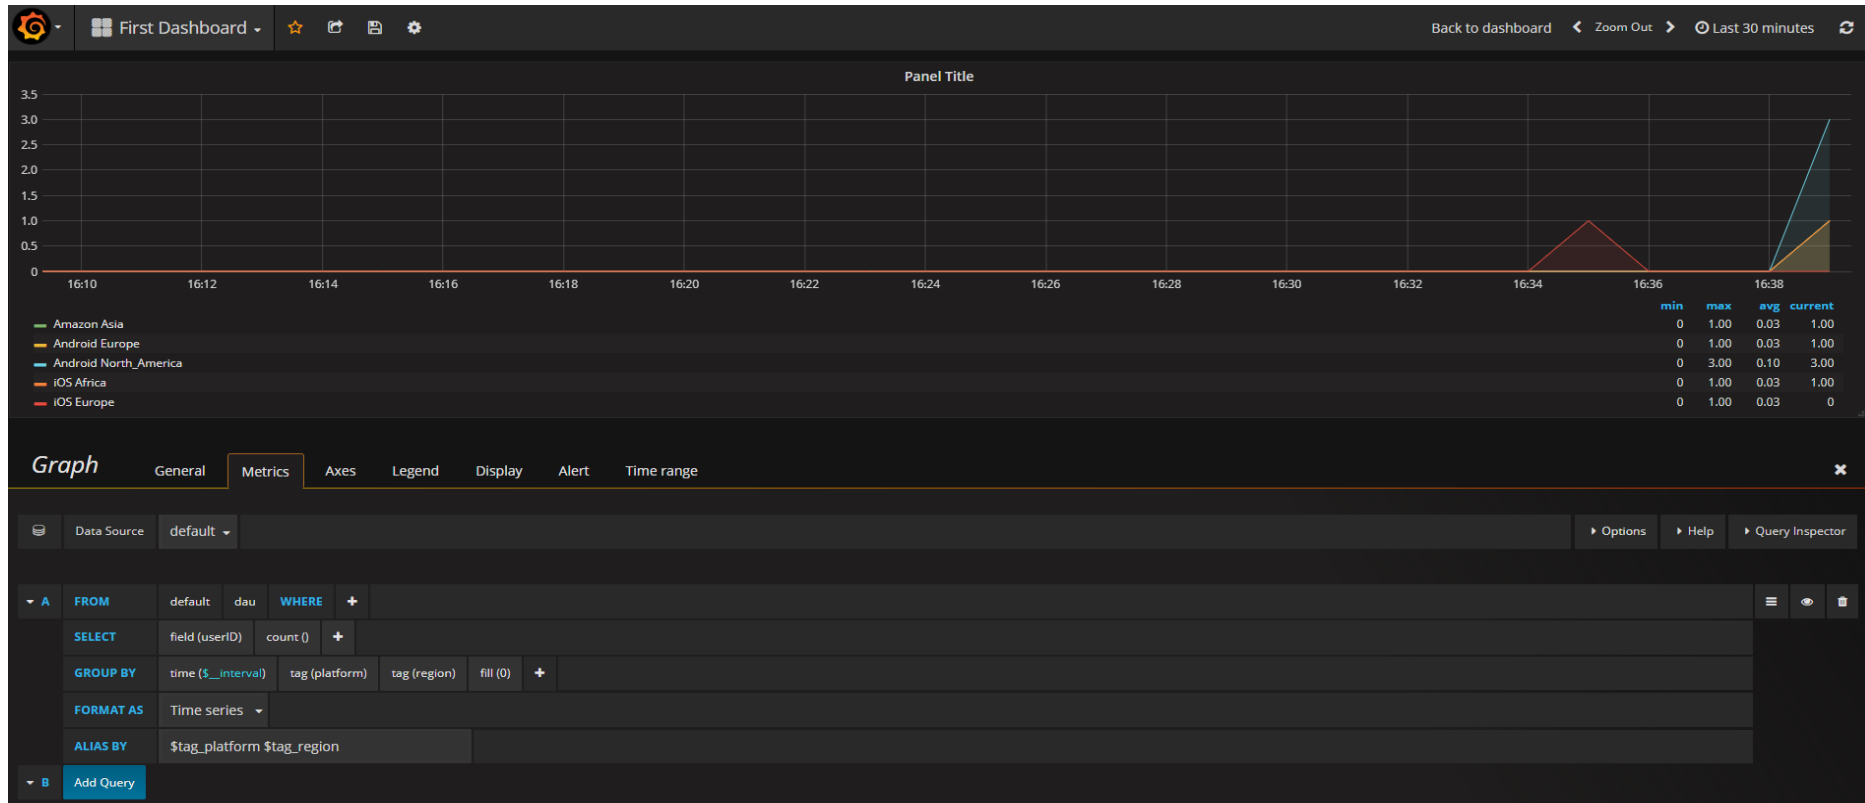 First Dashboard Back to dashboard Zoom Out Last 30 minutes
Panel Title
3.5
3.0
2.5
2.0
1.5
1.0
0.5
0
16:10 16:12 16:14 16:16 16:18 16:20 16:22 16:24 16:26 16:28 16:30 16:32 16:34 16:36 16:38
min max avg current
Amazon Asia 0 1.00 0.03 1.00
Android Europe 0 1.00 0.03 1.00
Android North_America 0 3.00 0.10 3.00
iOS Africa 0 1.00 0.03 1.00
iOS Europe 0 1.00 0.03 0
Graph General Metrics Axes Legend Display Alert Time range
Data Source default Options Help Query Inspector
A FROM default dau WHERE
SELECT field (userID) count ()
GROUP BY time ($__interval) tag (platform) tag (region) fill (0)
FORMAT AS Time series
ALIAS BY $tag_platform $tag_region
B Add Query